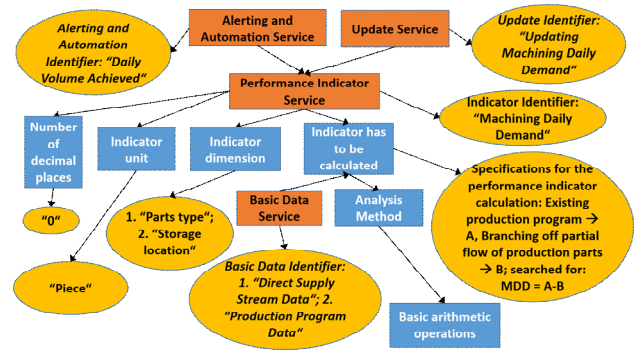 Alerting and
Automation
Identifier: “Daily
Volume Achieved“
Alerting and
Automation Service
Update Service
Update Identifier:
“Updating
Machining Daily
Demand“
Performance Indicator
Service
Indicator Identifier:
“Machining Daily
Demand“
Number
of
decimal
places
Indicator
unit
Indicator
dimension
Indicator has
to be
calculated
“0“
1. “Parts type“;
2. “Storage
location“
Basic Data
Service
Analysis
Method
Specifications for the
performance indicator
calculation: Existing
production program →
A, Branching off partial
flow of production parts
→ B; searched for:
MDD = A-B
“Piece“
Basic Data Identifier:
1. “Direct Supply
Stream Data“; 2.
“Production Program
Data“
Basic arithmetic
operations